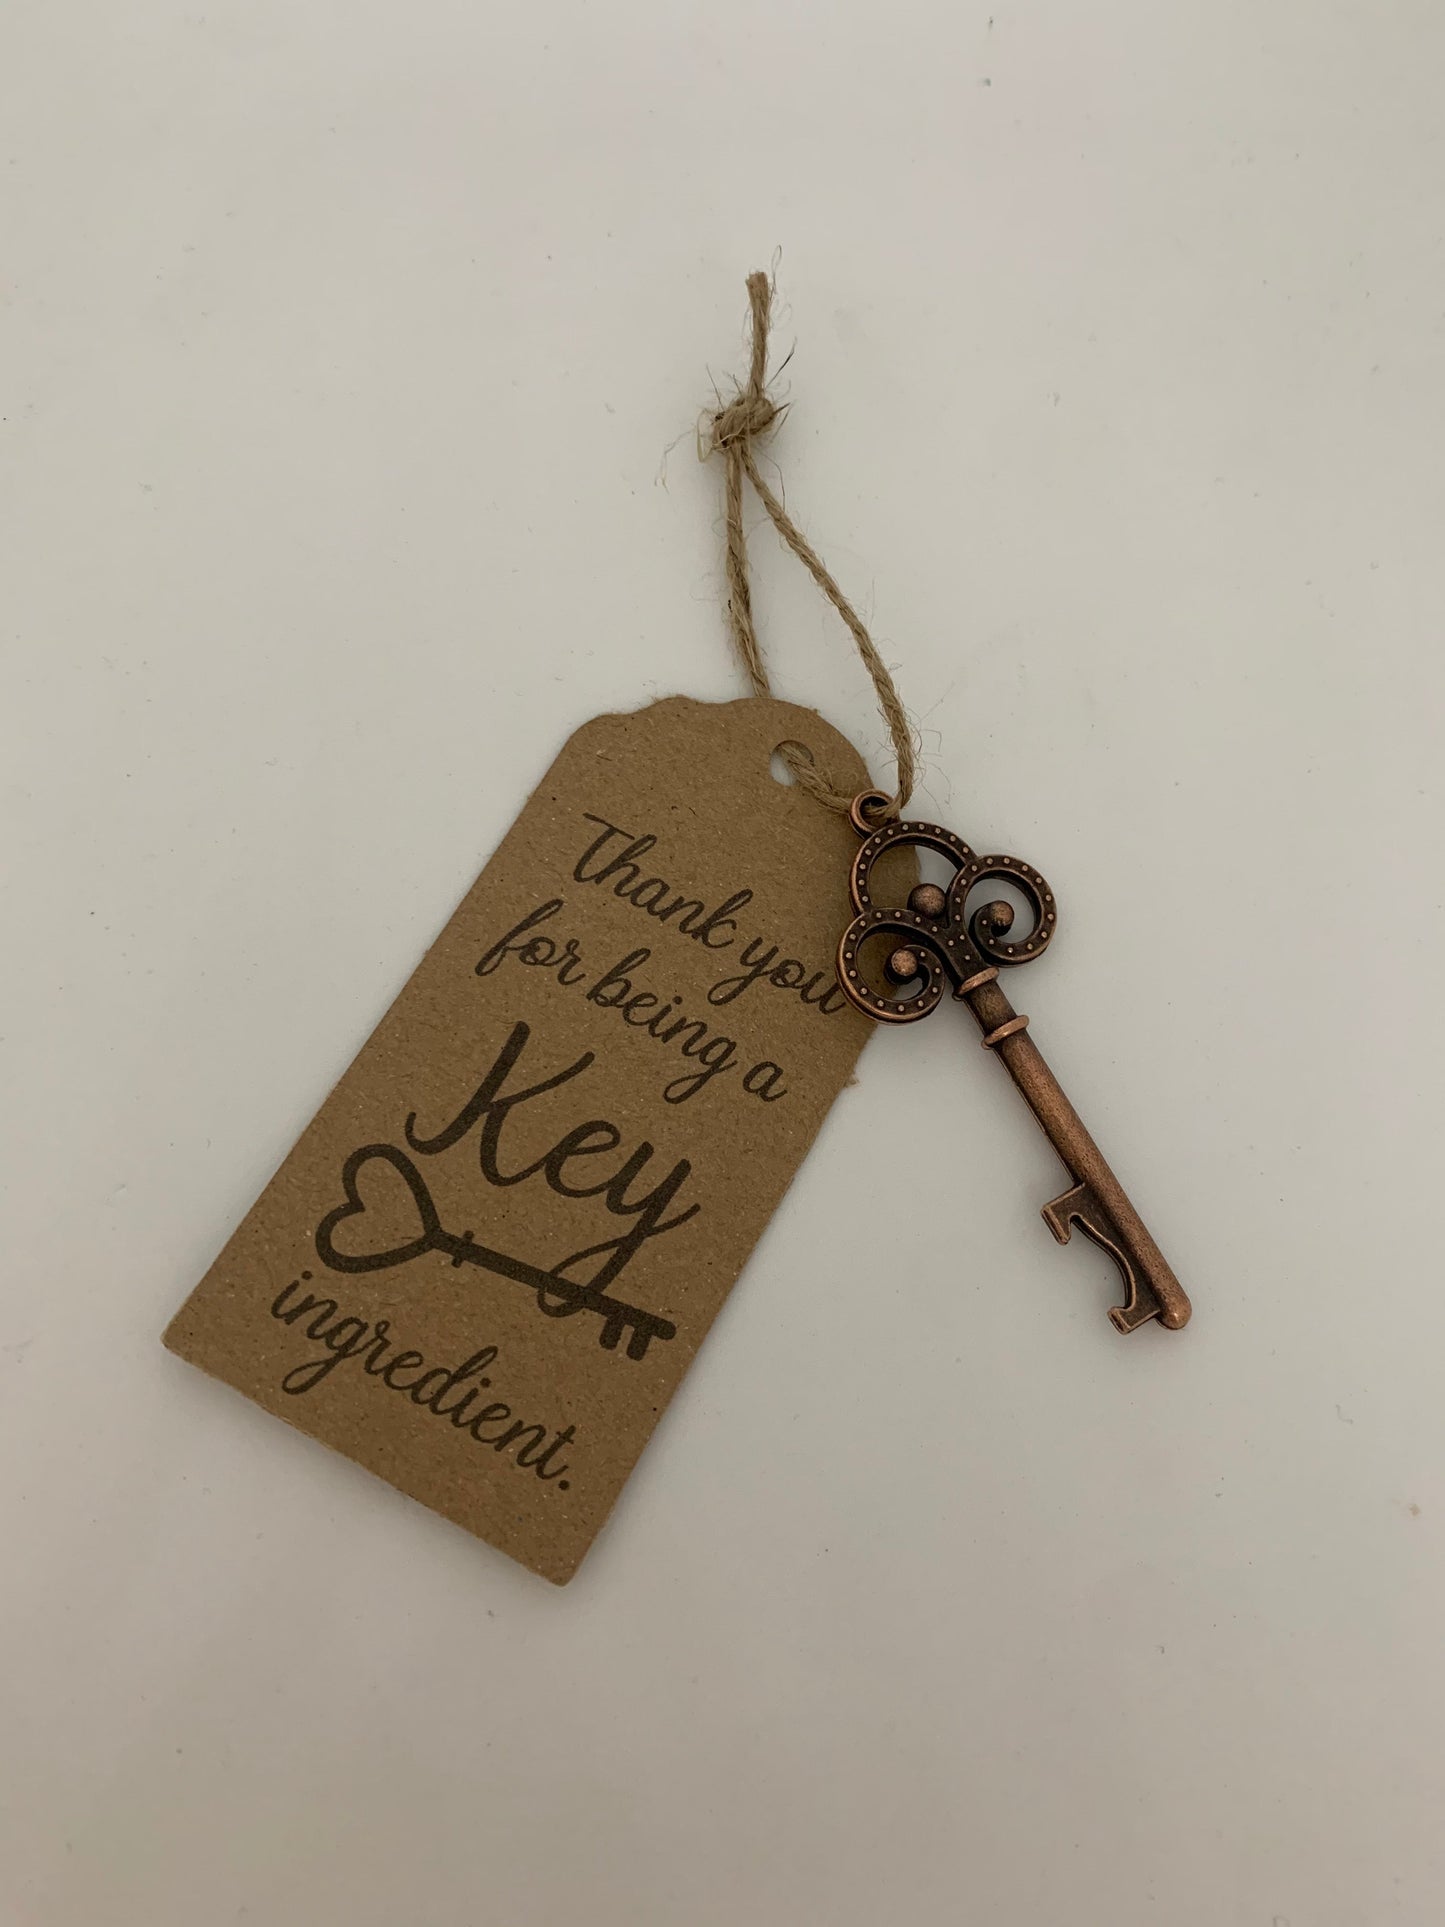 Thank you
for being a
Key
ingredient.